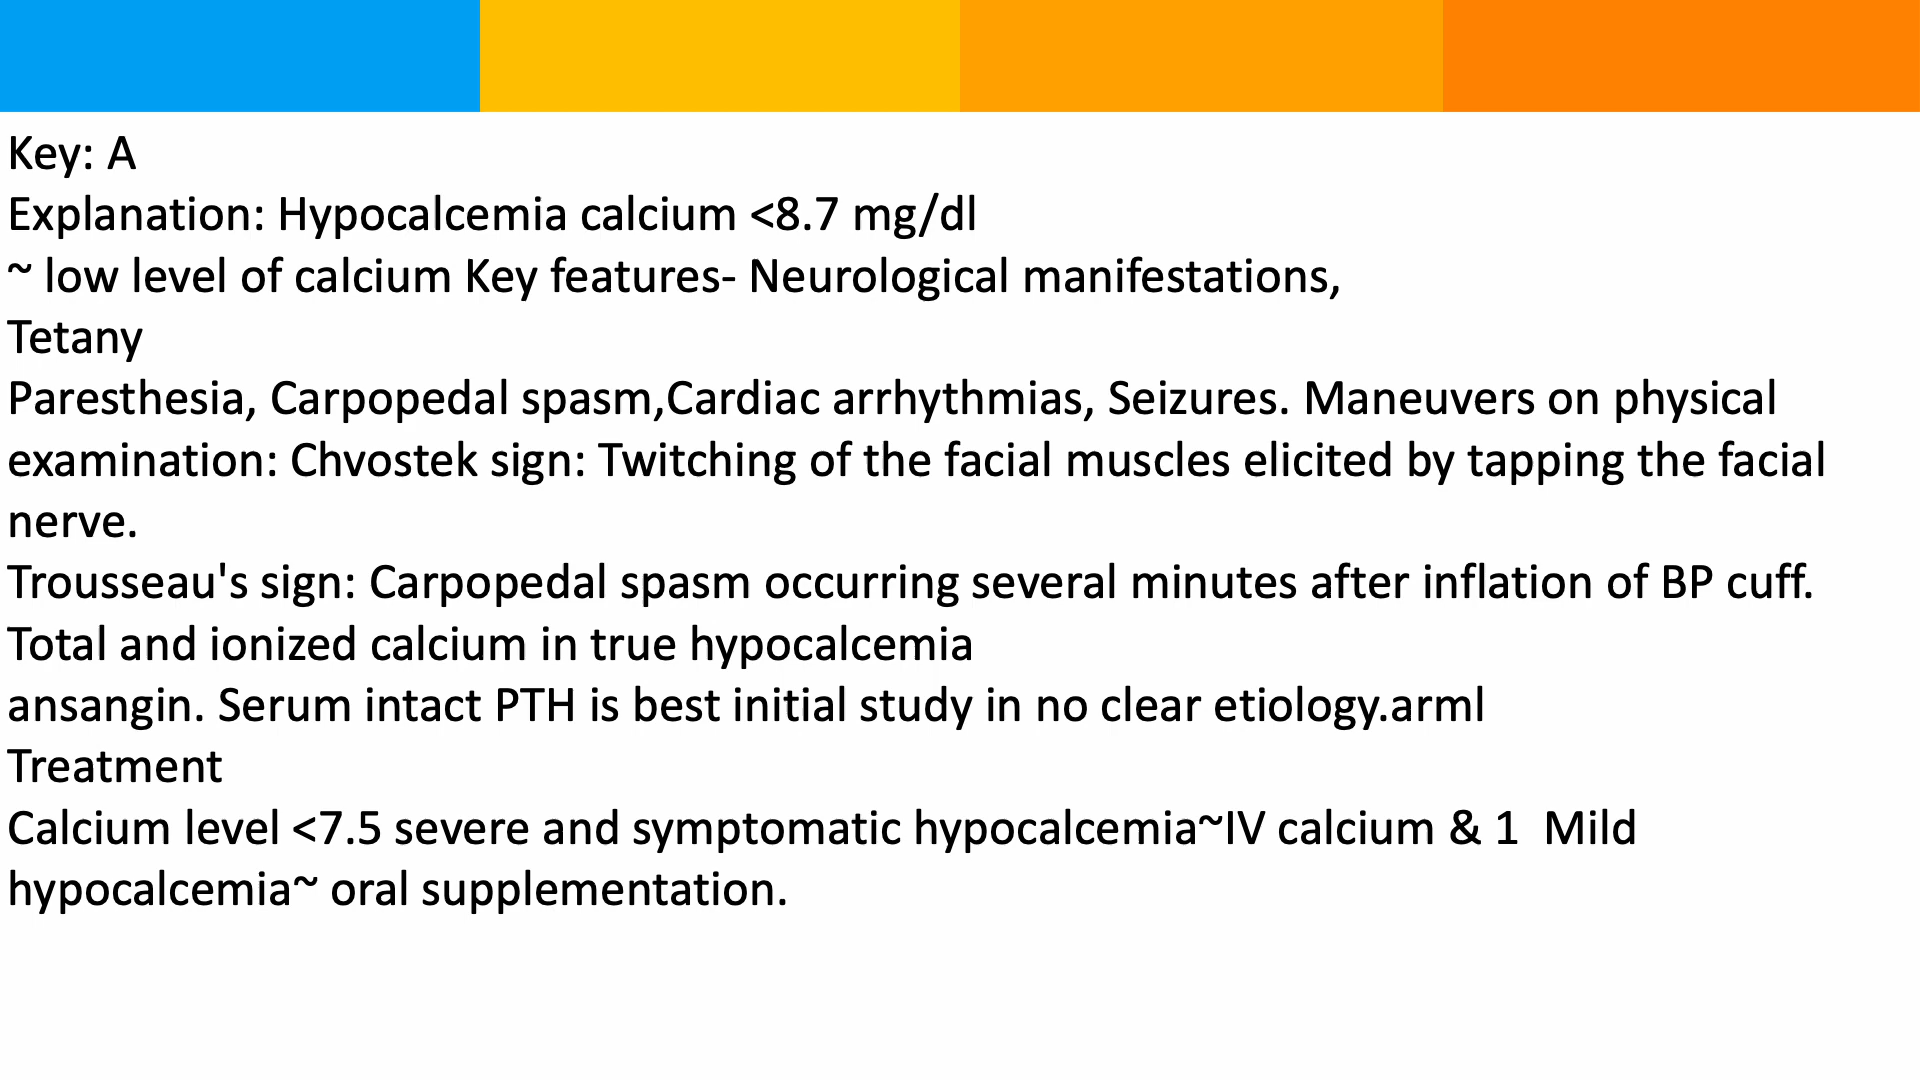 Key: A
Explanation: Hypocalcemia calcium <8.7 mg/dl
~ low level of calcium Key features- Neurological manifestations,
Tetany
Paresthesia, Carpopedal spasm,Cardiac arrhythmias, Seizures. Maneuvers on physical
examination: Chvostek sign: Twitching of the facial muscles elicited by tapping the facial
nerve.
Trousseau's sign: Carpopedal spasm occurring several minutes after inflation of BP cuff.
Total and ionized calcium in true hypocalcemia
ansangin. Serum intact PTH is best initial study in no clear etiology.arml
Treatment
Calcium level <7.5 severe and symptomatic hypocalcemia~IV calcium & 1  Mild
hypocalcemia~ oral supplementation.